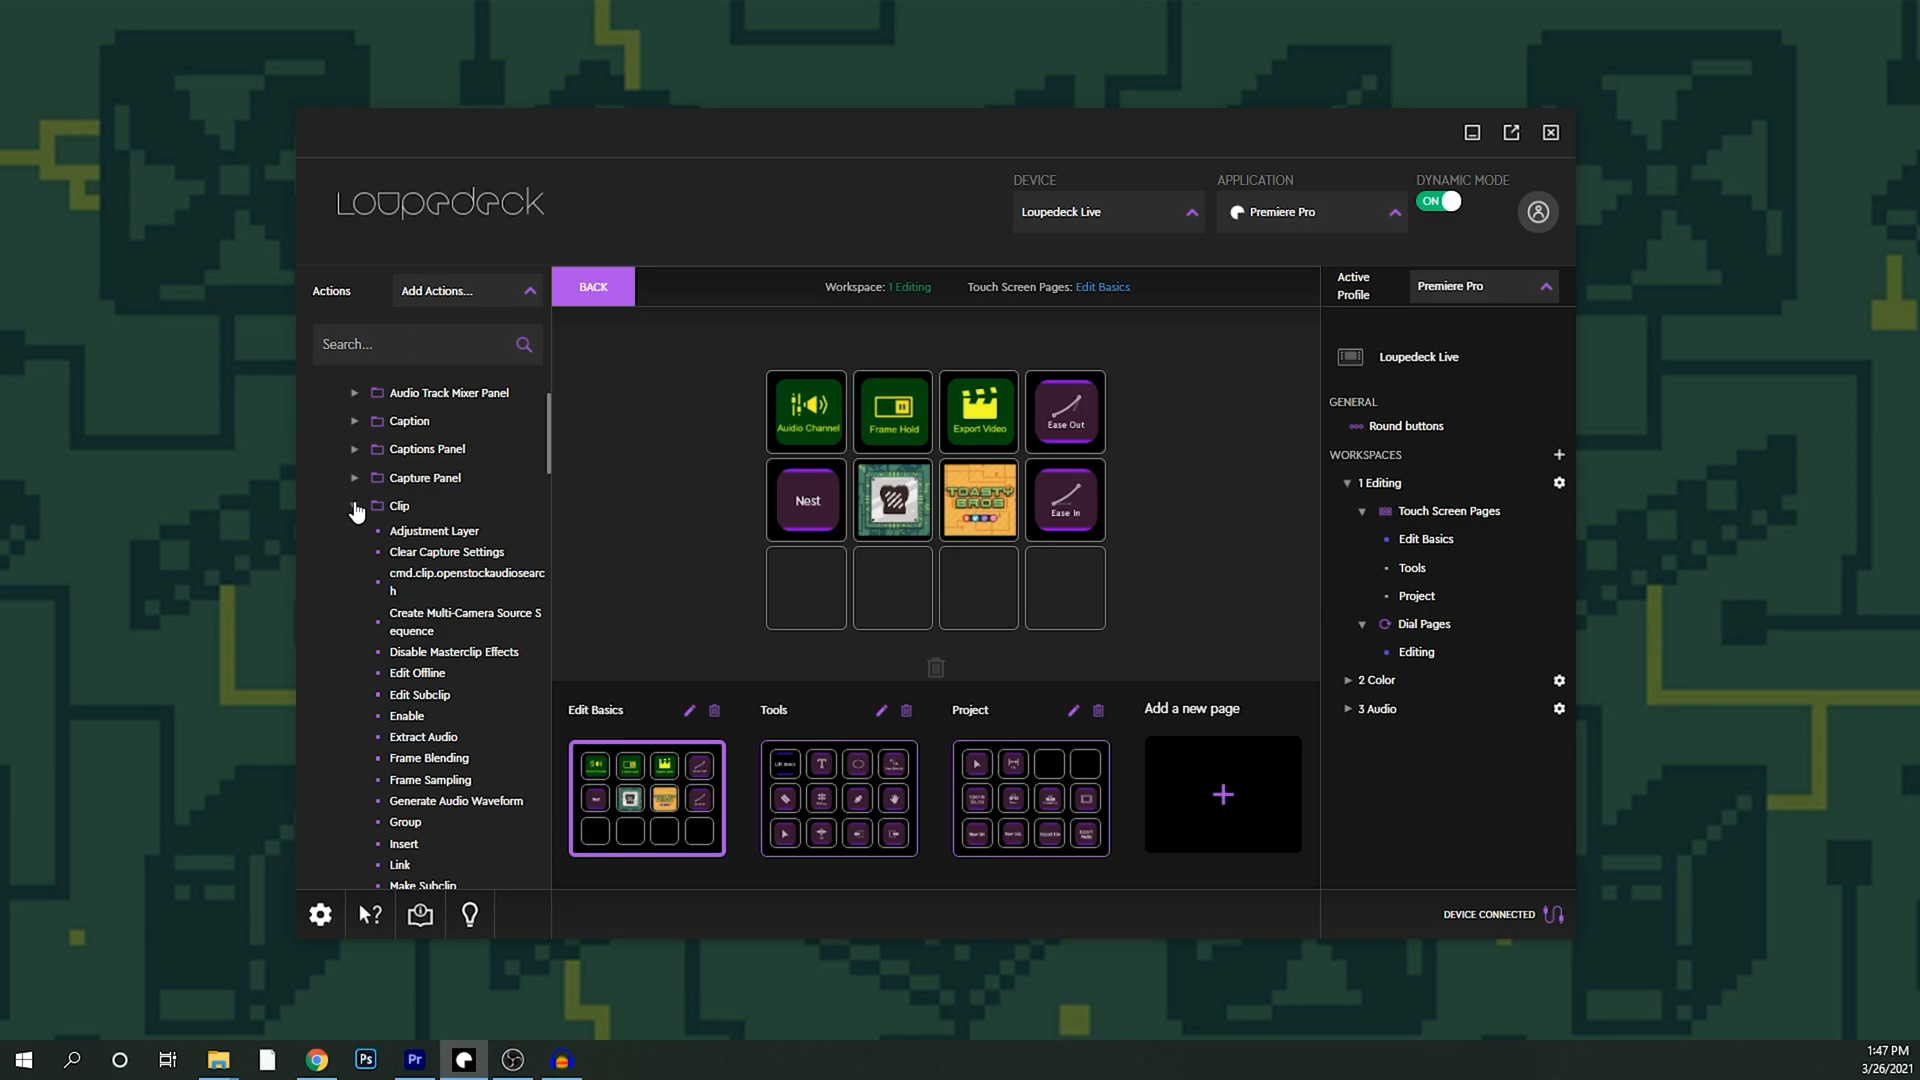 Loupedeck
DEVICE
Loupedeck Live
APPLICATION
Premiere Pro
DYNAMIC MODE
ON
Actions
Add Actions...
BACK
Workspace: 1 Editing
Touch Screen Pages: Edit Basics
Active
Profile
Premiere Pro
Search...
Audio Track Mixer Panel
Caption
Captions Panel
Capture Panel
Clip
Adjustment Layer
Clear Capture Settings
cmd.clip.openstockaudiosearc
h
Create Multi-Camera Source S
equence
Disable Masterclip Effects
Edit Offline
Edit Subclip
Enable
Extract Audio
Frame Blending
Frame Sampling
Generate Audio Waveform
Group
Insert
Link
Make Subclip
Audio Channel
Frame Hold
Export Video
Ease Out
Nest
TOASTY
BROS
Ease In
Edit Basics
Tools
Project
Add a new page
Loupedeck Live
GENERAL
Round buttons
WORKSPACES
1 Editing
Touch Screen Pages
Edit Basics
Tools
Project
Dial Pages
Editing
2 Color
3 Audio
DEVICE CONNECTED
Ps
Pr
1:47 PM
3/26/2021